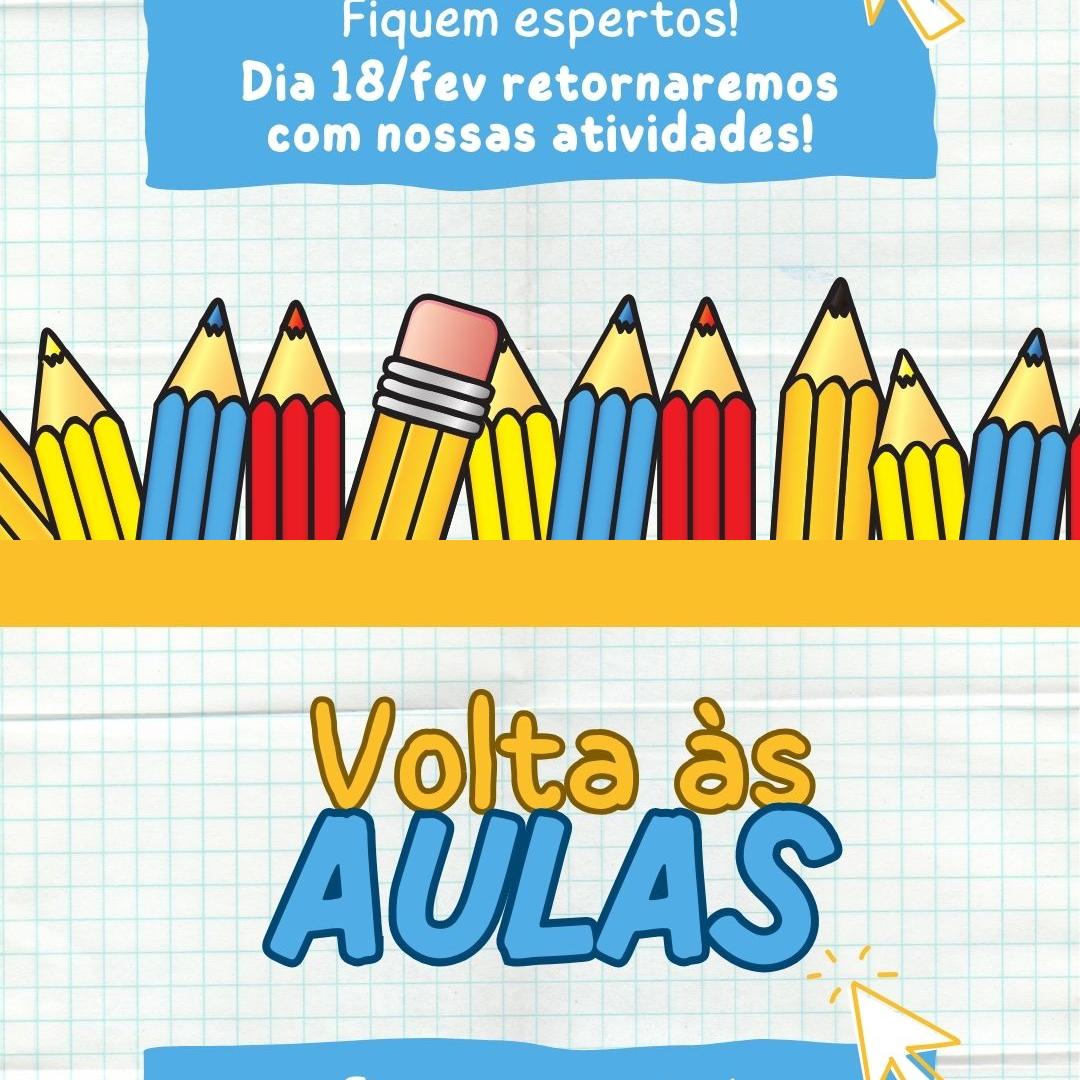 Fiquem espertos!
Dia 18/fev retornaremos
com nossas atividades!
Volta às
AULAS